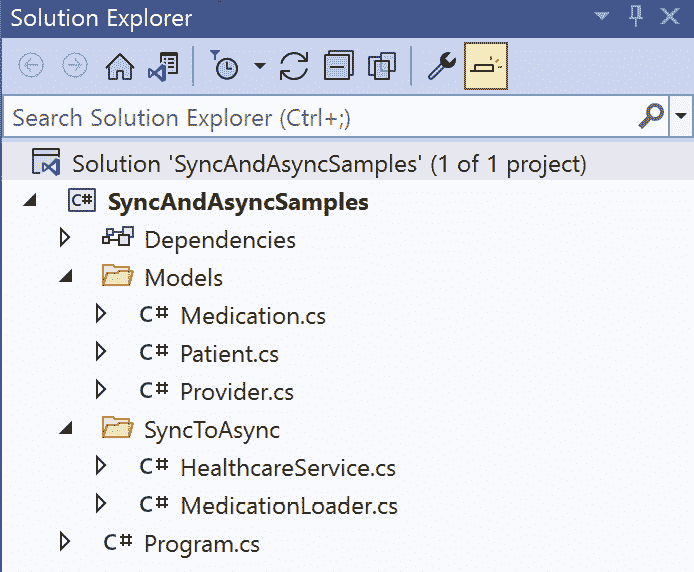 Solution Explorer
Search Solution Explorer (Ctrl+;)
Solution 'SyncAndAsyncSamples' (1 of 1 project)
C# SyncAndAsyncSamples
Dependencies
Models
C# Medication.cs
C# Patient.cs
C# Provider.cs
SyncToAsync
C# HealthcareService.cs
C# MedicationLoader.cs
C# Program.cs